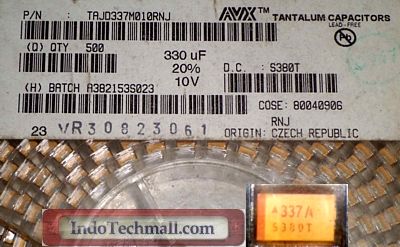 P/N : TAJD337M010RNJ
AVX™ TANTALUM CAPACITORS
LEAD-FREE
Pb
(Q) QTY 500
330 uF
20%
10V
D.C. : S380T
(H) BATCH A382153S023
COSE: 80040906
RNJ
23 VR30823061
ORIGIN: CZECH REPUBLIC
IndoTechmall.com
337A
S380T